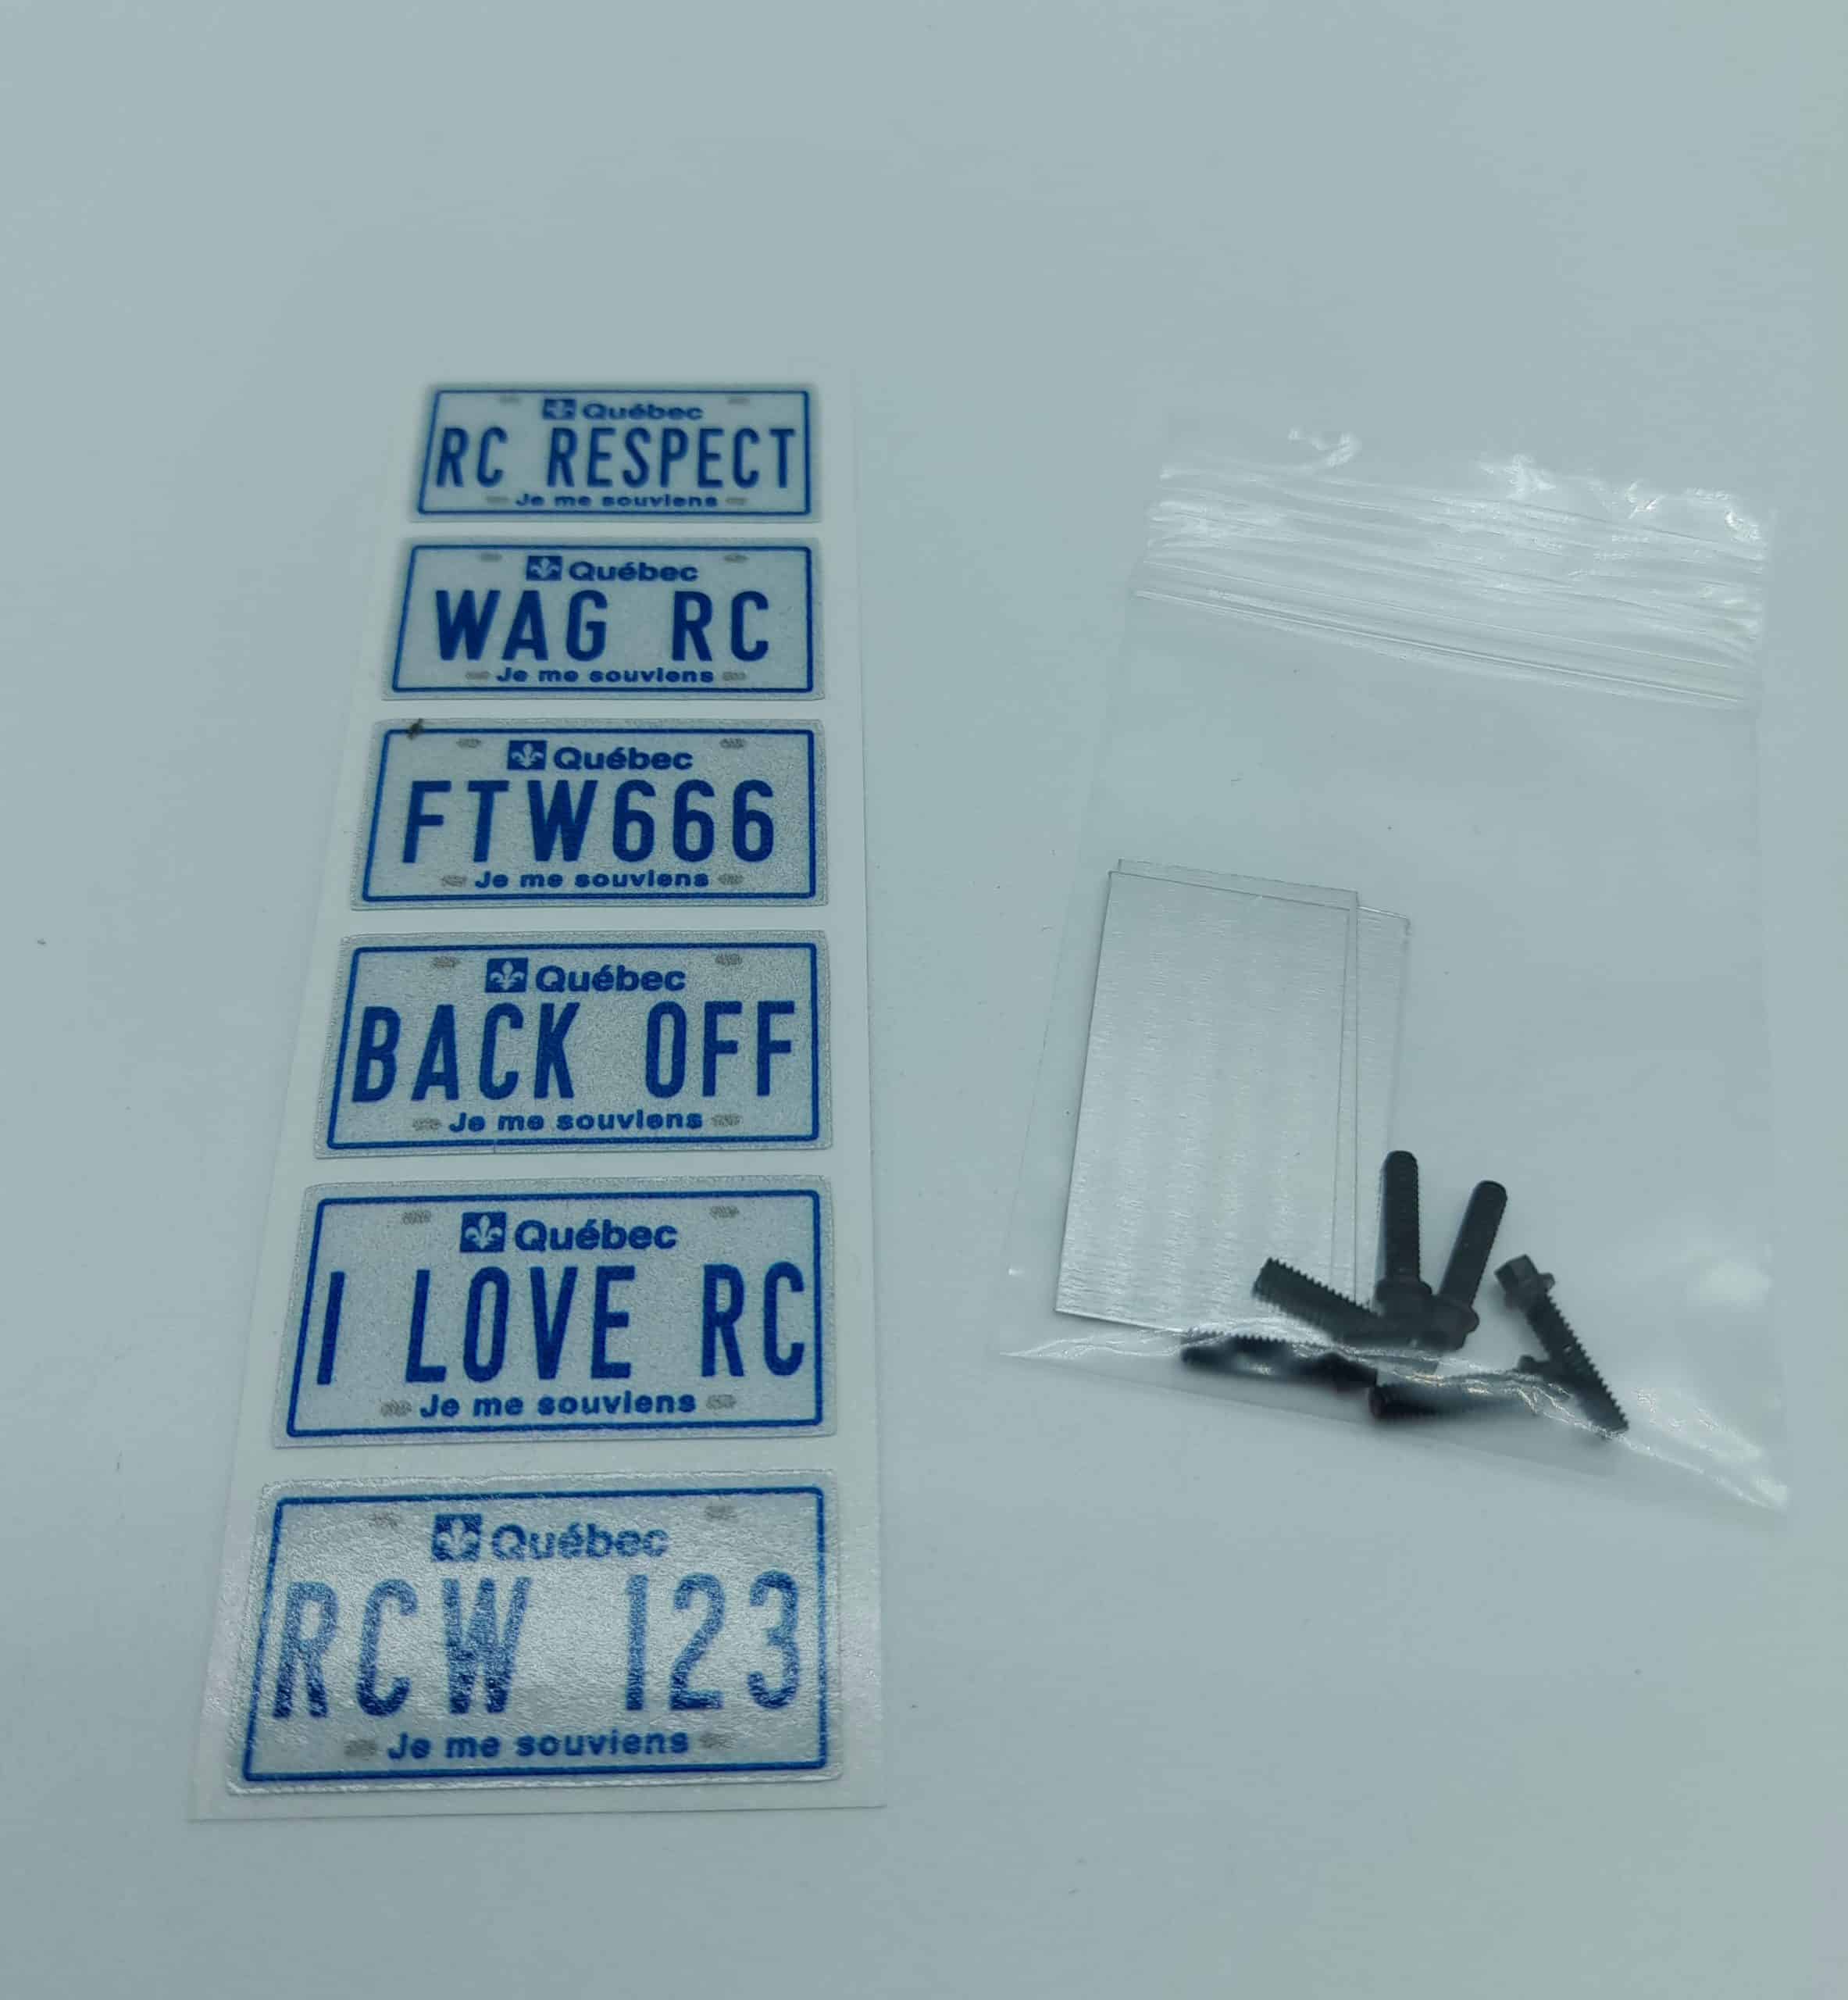 Québec
RC RESPECT
Je me souviens
Québec
WAG RC
Je me souviens
Québec
FTW666
Je me souviens
Québec
BACK OFF
Je me souviens
Québec
I LOVE RC
Je me souviens
Québec
RCW 123
Je me souviens